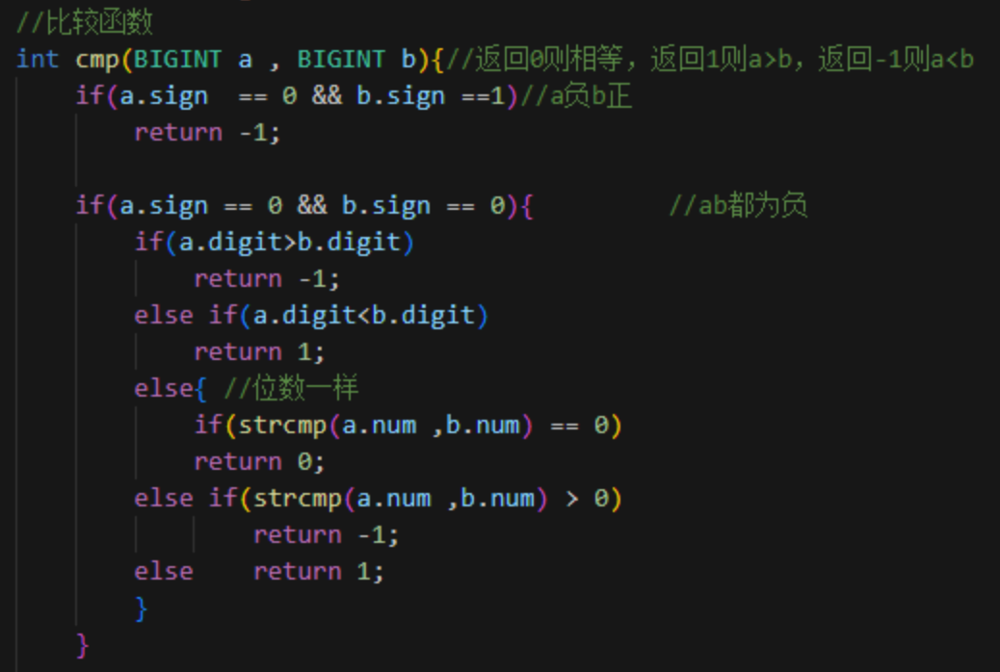 //比较函数
int cmp(BIGINT a , BIGINT b){//返回0则相等，返回1则a>b，返回-1则a<b
    if(a.sign  == 0 && b.sign ==1)//a负b正
        return -1;

    if(a.sign == 0 && b.sign == 0){         //ab都为负
        if(a.digit>b.digit)
            return -1;
        else if(a.digit<b.digit)
            return 1;
        else{ //位数一样
            if(strcmp(a.num ,b.num) == 0)
            return 0;
        else if(strcmp(a.num ,b.num) > 0)
                return -1;
        else    return 1;
        }
    }